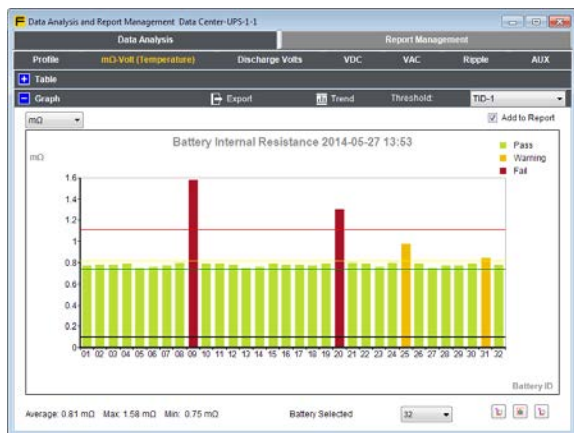 Data Analysis and Report Management Data Center-UPS-1-1
Data Analysis Report Management
Profile mΩ-Volt (Temperature) Discharge Volts VDC VAC Ripple AUX
Table
Graph Export Trend Threshold: TID-1
mΩ Add to Report
Battery Internal Resistance 2014-05-27 13:53
mΩ
Pass
Warning
Fail
1.6
1.4
1.2
1
0.8
0.6
0.4
0.2
0
01 02 03 04 05 06 07 08 09 10 11 12 13 14 15 16 17 18 19 20 21 22 23 24 25 26 27 28 29 30 31 32
Battery ID
Average: 0.81 mΩ Max: 1.58 mΩ Min: 0.75 mΩ Battery Selected 32